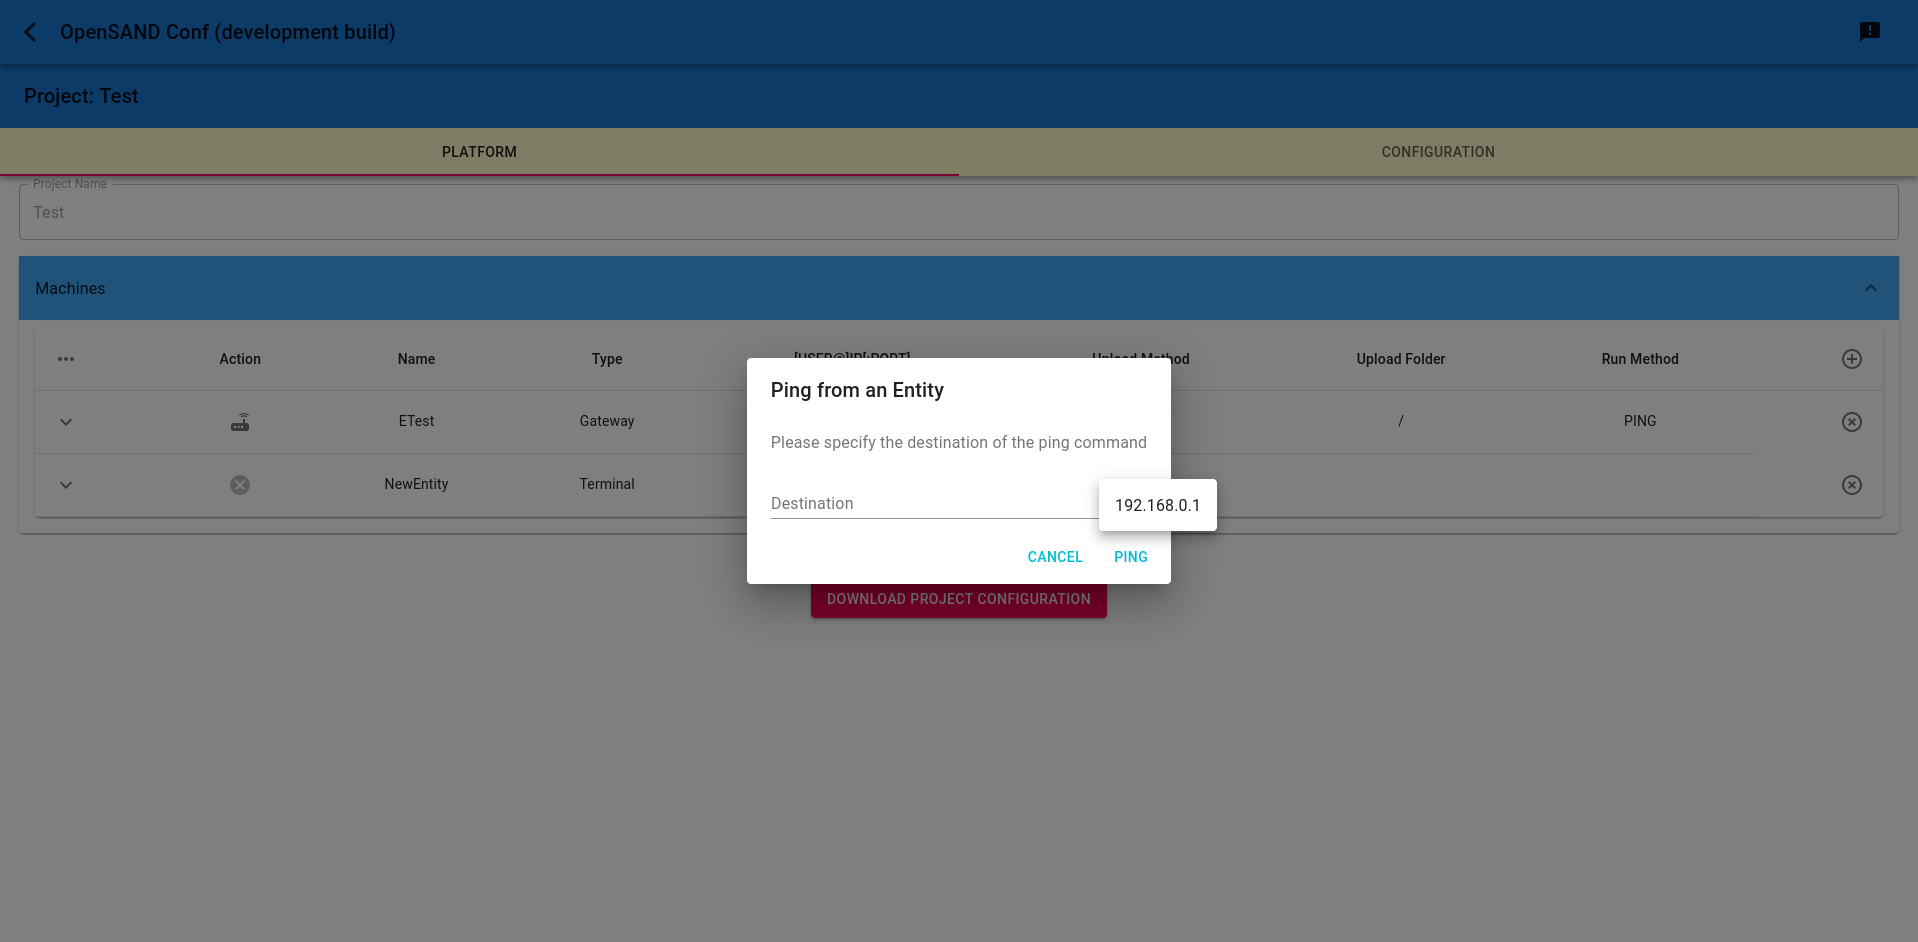 OpenSAND Conf (development build)
Project: Test
PLATFORM
CONFIGURATION
Project Name
Test
Machines
Action Name Type [USER@]IP[:PORT] Upload Method Upload Folder Run Method
ETest Gateway / PING
NewEntity Terminal
Ping from an Entity
Please specify the destination of the ping command
Destination
192.168.0.1
CANCEL PING
DOWNLOAD PROJECT CONFIGURATION